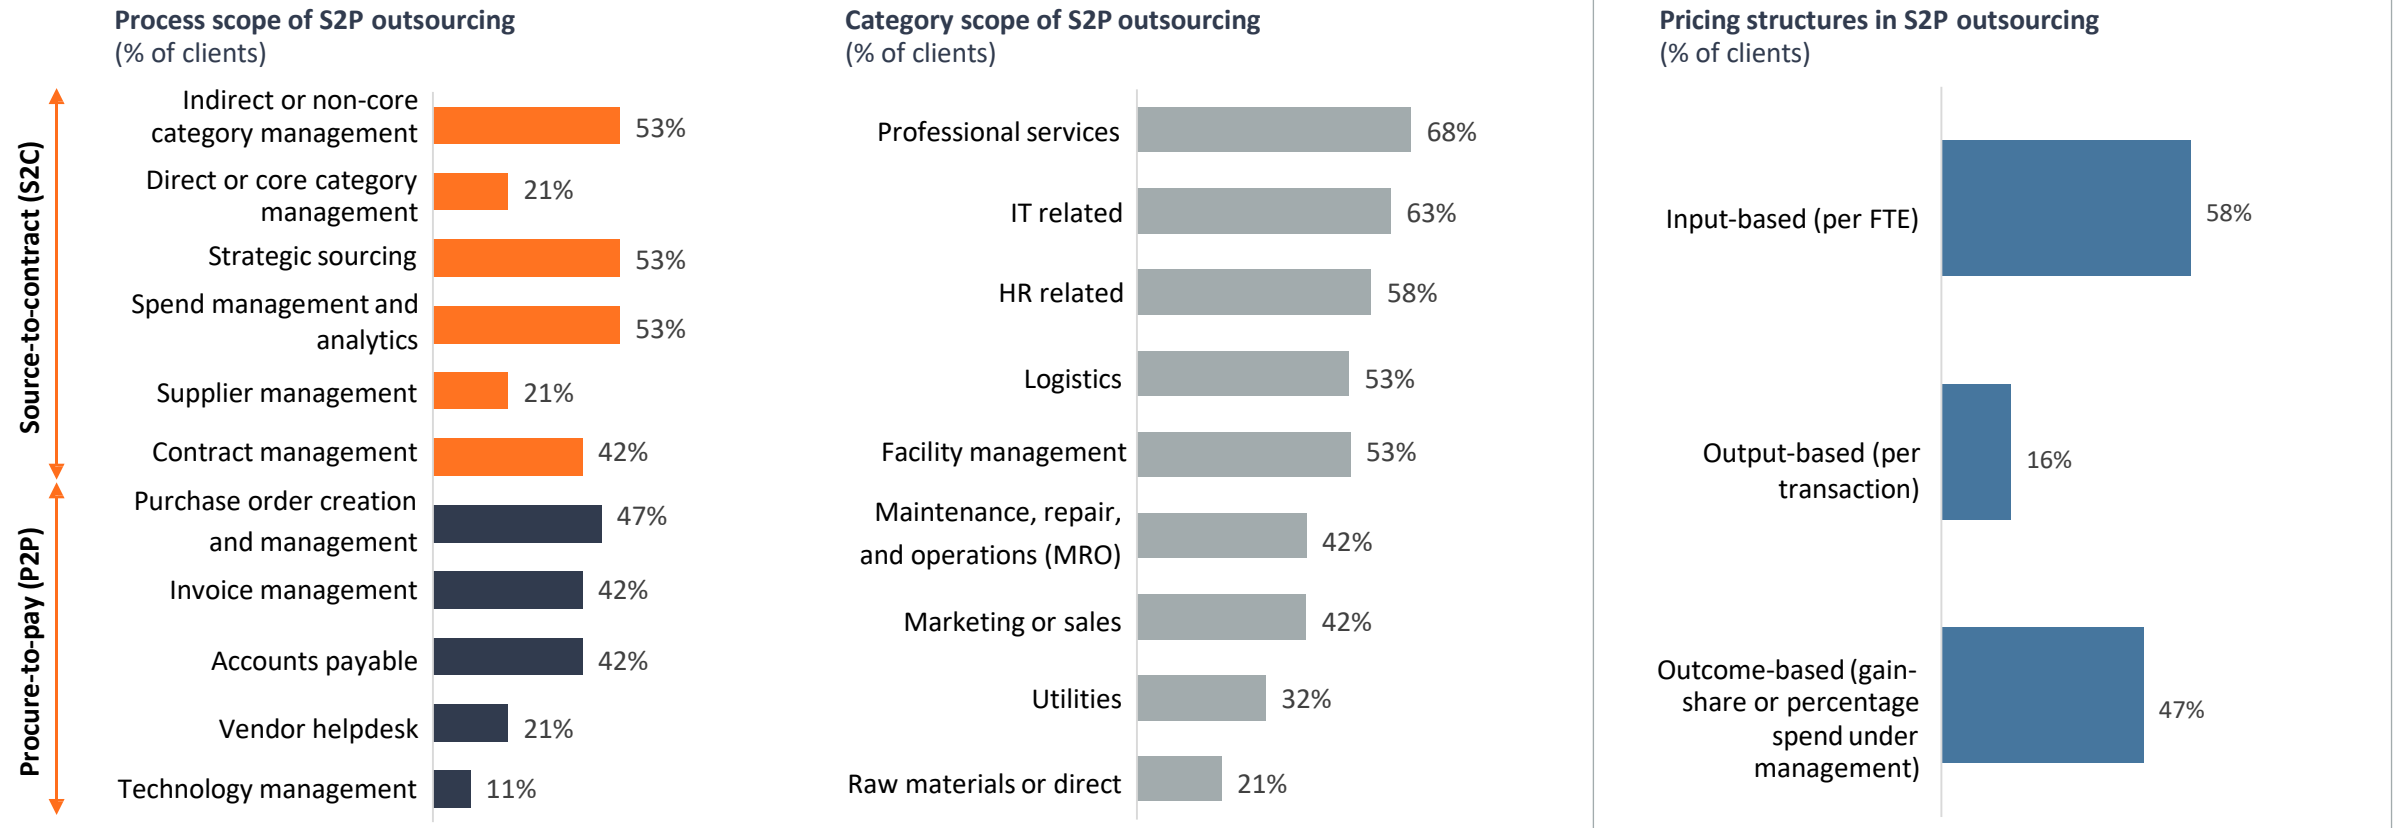 Process scope of S2P outsourcing
(% of clients)
Source-to-contract (S2C)
Indirect or non-core
category management
53%
Direct or core category
management
21%
Strategic sourcing
53%
Spend management and
analytics
53%
Supplier management
21%
Contract management
42%
Procure-to-pay (P2P)
Purchase order creation
and management
47%
Invoice management
42%
Accounts payable
42%
Vendor helpdesk
21%
Technology management
11%
Category scope of S2P outsourcing
(% of clients)
Professional services
68%
IT related
63%
HR related
58%
Logistics
53%
Facility management
53%
Maintenance, repair,
and operations (MRO)
42%
Marketing or sales
42%
Utilities
32%
Raw materials or direct
21%
Pricing structures in S2P outsourcing
(% of clients)
Input-based (per FTE)
58%
Output-based (per
transaction)
16%
Outcome-based (gain-
share or percentage
spend under
management)
47%